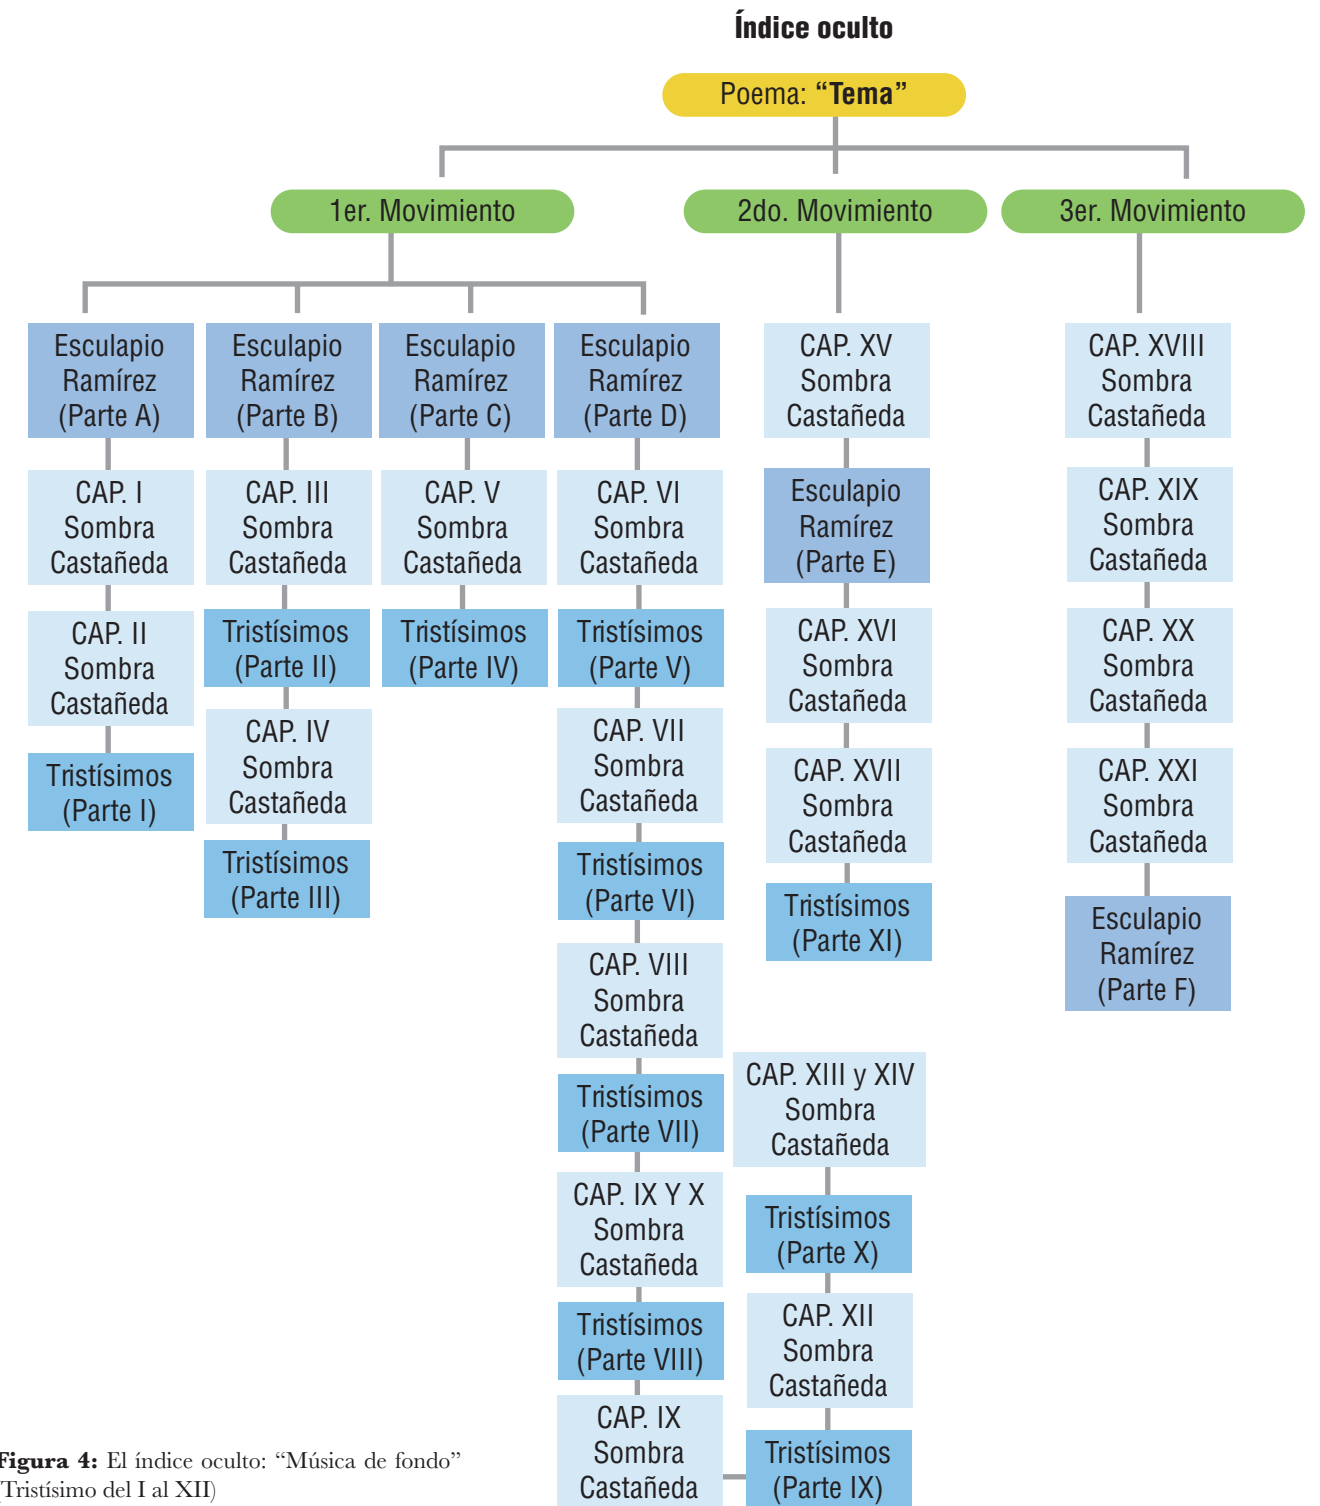 Índice oculto
Poema: “Tema”
1er. Movimiento
2do. Movimiento
3er. Movimiento
Esculapio
Ramírez
(Parte A)
CAP. I
Sombra
Castañeda
CAP. II
Sombra
Castañeda
Tristísimos
(Parte I)
Esculapio
Ramírez
(Parte B)
CAP. III
Sombra
Castañeda
Tristísimos
(Parte II)
CAP. IV
Sombra
Castañeda
Tristísimos
(Parte III)
Esculapio
Ramírez
(Parte C)
CAP. V
Sombra
Castañeda
Tristísimos
(Parte IV)
Esculapio
Ramírez
(Parte D)
CAP. VI
Sombra
Castañeda
Tristísimos
(Parte V)
CAP. VII
Sombra
Castañeda
Tristísimos
(Parte VI)
CAP. VIII
Sombra
Castañeda
Tristísimos
(Parte VII)
CAP. IX Y X
Sombra
Castañeda
Tristísimos
(Parte VIII)
CAP. IX
Sombra
Castañeda
Tristísimos
(Parte IX)
CAP. XII
Sombra
Castañeda
Tristísimos
(Parte X)
CAP. XIII y XIV
Sombra
Castañeda
CAP. XV
Sombra
Castañeda
Esculapio
Ramírez
(Parte E)
CAP. XVI
Sombra
Castañeda
CAP. XVII
Sombra
Castañeda
Tristísimos
(Parte XI)
CAP. XVIII
Sombra
Castañeda
CAP. XIX
Sombra
Castañeda
CAP. XX
Sombra
Castañeda
CAP. XXI
Sombra
Castañeda
Esculapio
Ramírez
(Parte F)
Figura 4: El índice oculto: “Música de fondo”
(Tristísimo del I al XII)